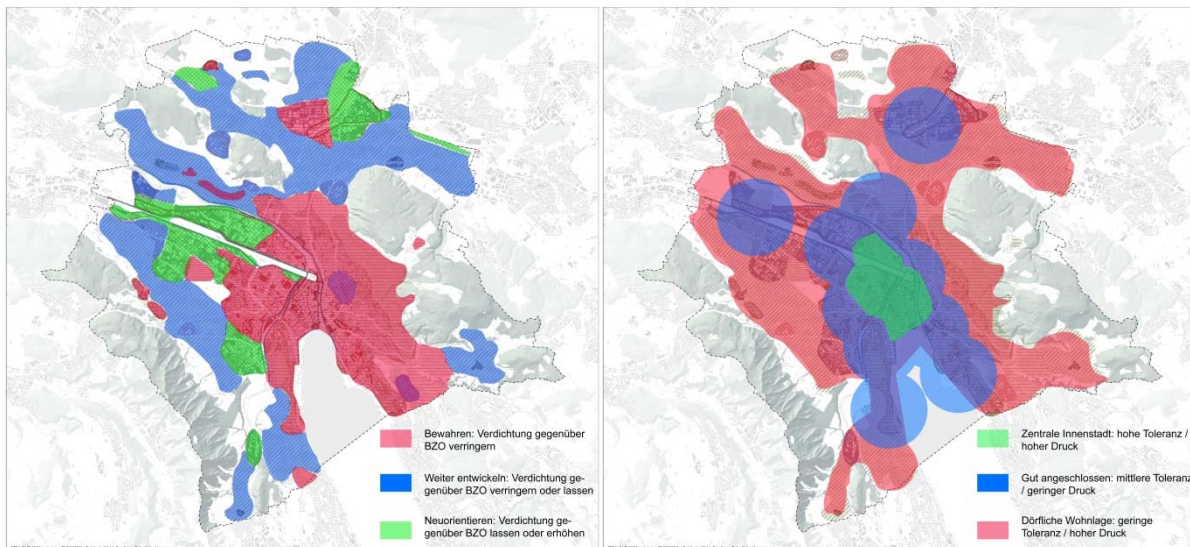 Bewahren: Verdichtung gegenüber
BZO verringern
Weiter entwickeln: Verdichtung ge-
genüber BZO verringern oder lassen
Neuorientieren: Verdichtung ge-
genüber BZO lassen oder erhöhen
Zentrale Innenstadt: hohe Toleranz /
hoher Druck
Gut angeschlossen: mittlere Toleranz
/ geringer Druck
Dörfliche Wohnlage: geringe
Toleranz / hoher Druck